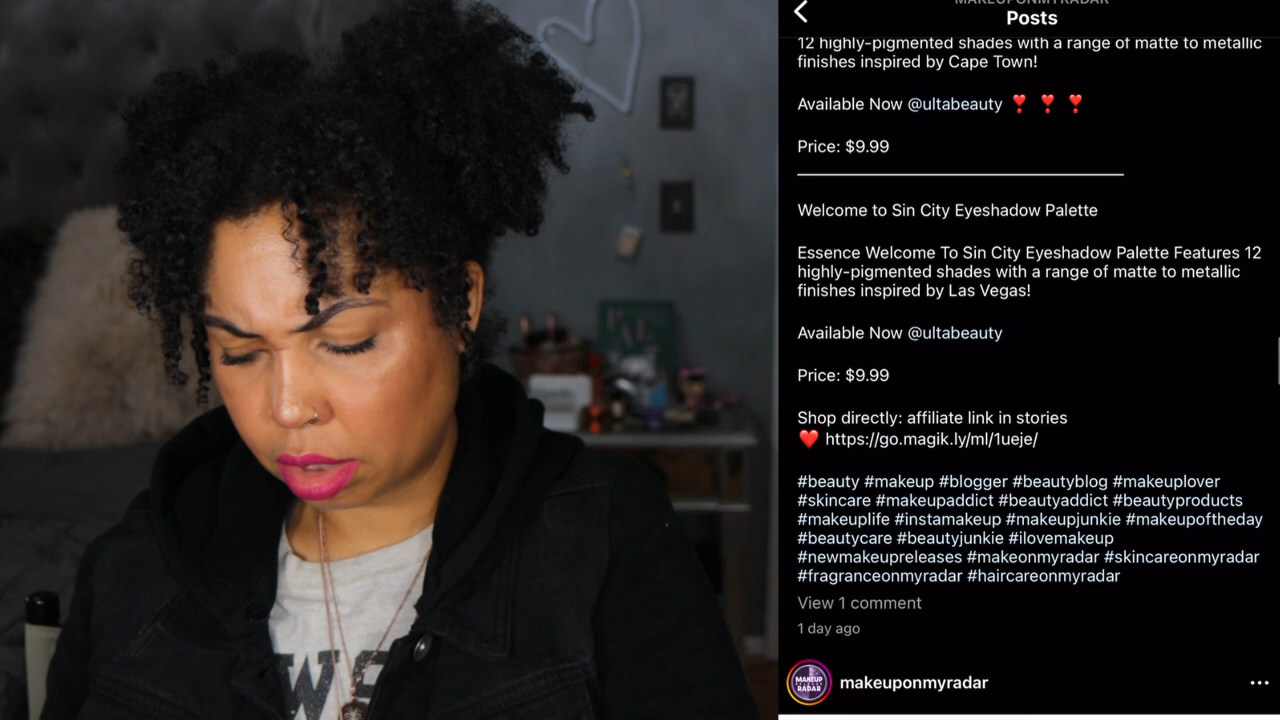 MAKEUPONMYRADAR
Posts
12 highly-pigmented shades with a range of matte to metallic
finishes inspired by Cape Town!
Available Now @ultabeauty ❣️ ❣️ ❣️
Price: $9.99
Welcome to Sin City Eyeshadow Palette
Essence Welcome To Sin City Eyeshadow Palette Features 12
highly-pigmented shades with a range of matte to metallic
finishes inspired by Las Vegas!
Available Now @ultabeauty
Price: $9.99
Shop directly: affiliate link in stories
❤️ https://go.magik.ly/ml/1ueje/
#beauty #makeup #blogger #beautyblog #makeuplover
#skincare #makeupaddict #beautyaddict #beautyproducts
#makeuplife #instamakeup #makeupjunkie #makeupoftheday
#beautycare #beautyjunkie #ilovemakeup
#newmakeupreleases #makeonmyradar #skincareonmyradar
#fragranceonmyradar #haircareonmyradar
View 1 comment
1 day ago
MAKEUP
RADAR
makeuponmyradar